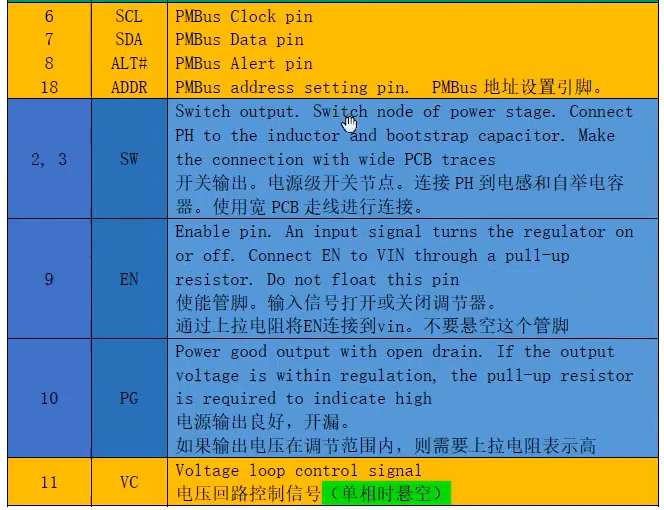 6 SCL PMBus Clock pin
7 SDA PMBus Data pin
8 ALT# PMBus Alert pin
18 ADDR PMBus address setting pin. PMBus 地址设置引脚。
2, 3 SW Switch output. Switch node of power stage. Connect
PH to the inductor and bootstrap capacitor. Make
the connection with wide PCB traces
开关输出。电源级开关节点。连接 PH 到电感和自举电容
器。使用宽 PCB 走线进行连接。
9 EN Enable pin. An input signal turns the regulator on
or off. Connect EN to VIN through a pull-up
resistor. Do not float this pin
使能管脚。输入信号打开或关闭调节器。
通过上拉电阻将EN连接到vin。不要悬空这个管脚
10 PG Power good output with open drain. If the output
voltage is within regulation, the pull-up resistor
is required to indicate high
电源输出良好，开漏。
如果输出电压在调节范围内，则需要上拉电阻表示高
11 VC Voltage loop control signal
电压回路控制信号（单相时悬空）